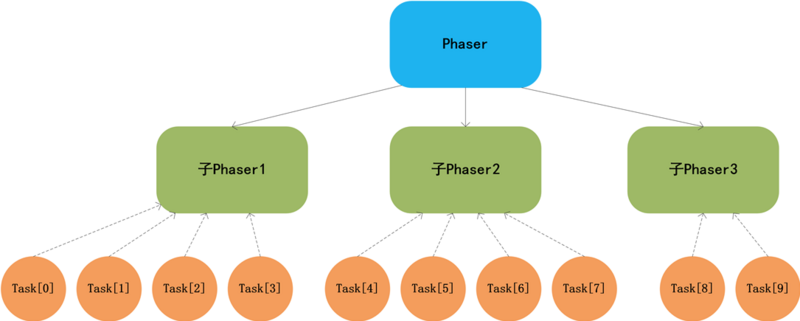 Phaser
子Phaser1
子Phaser2
子Phaser3
Task[0]
Task[1]
Task[2]
Task[3]
Task[4]
Task[5]
Task[6]
Task[7]
Task[8]
Task[9]